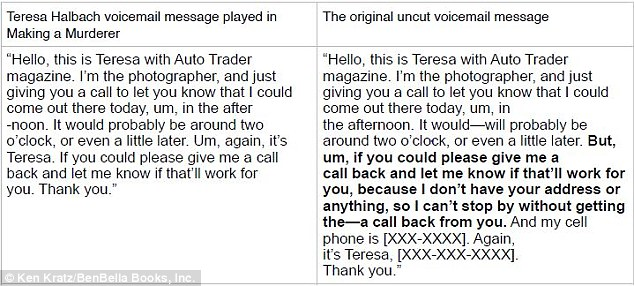 Teresa Halbach voicemail message played in
Making a Murderer
The original uncut voicemail message
“Hello, this is Teresa with Auto Trader
magazine. I’m the photographer, and just
giving you a call to let you know that I could
come out there today, um, in the after
-noon. It would probably be around two
o’clock, or even a little later. Um, again, it’s
Teresa. If you could please give me a call
back and let me know if that’ll work for
you. Thank you.”
“Hello, this is Teresa with Auto Trader
magazine. I’m the photographer, and just
giving you a call to let you know that I could
come out there today, um, in
the afternoon. It would—will probably be
around two o’clock, or even a little later. But,
um, if you could please give me a
call back and let me know if that’ll work for
you, because I don’t have your address or
anything, so I can’t stop by without getting
the—a call back from you. And my cell
phone is [XXX-XXXX]. Again,
it’s Teresa, [XXX-XXX-XXXX].
Thank you.”
© Ken Kratz/BenBella Books, Inc.